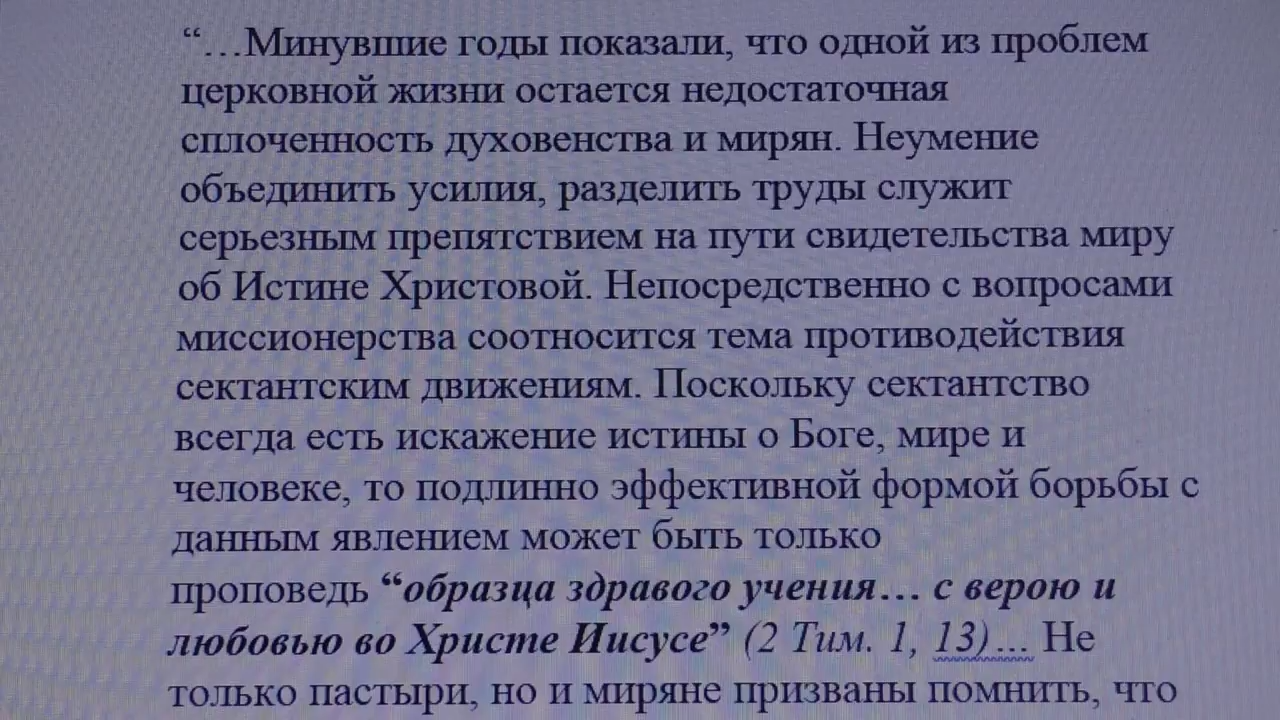 “…Минувшие годы показали, что одной из проблем
церковной жизни остается недостаточная
сплоченность духовенства и мирян. Неумение
объединить усилия, разделить труды служит
серьезным препятствием на пути свидетельства миру
об Истине Христовой. Непосредственно с вопросами
миссионерства соотносится тема противодействия
сектантским движениям. Поскольку сектантство
всегда есть искажение истины о Боге, мире и
человеке, то подлинно эффективной формой борьбы с
данным явлением может быть только
проповедь “образца здравого учения… с верою и
любовью во Христе Иисусе” (2 Тим. 1, 13)… Не
только пастыри, но и миряне призваны помнить, что